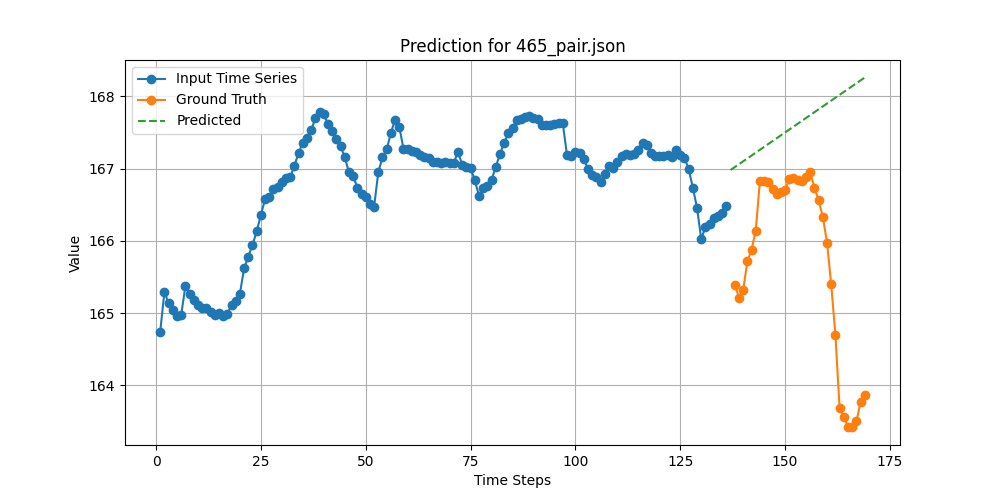 Prediction for 465_pair.json
Input Time Series
Ground Truth
Predicted
Value
168
167
166
165
164
0 25 50 75 100 125 150 175
Time Steps